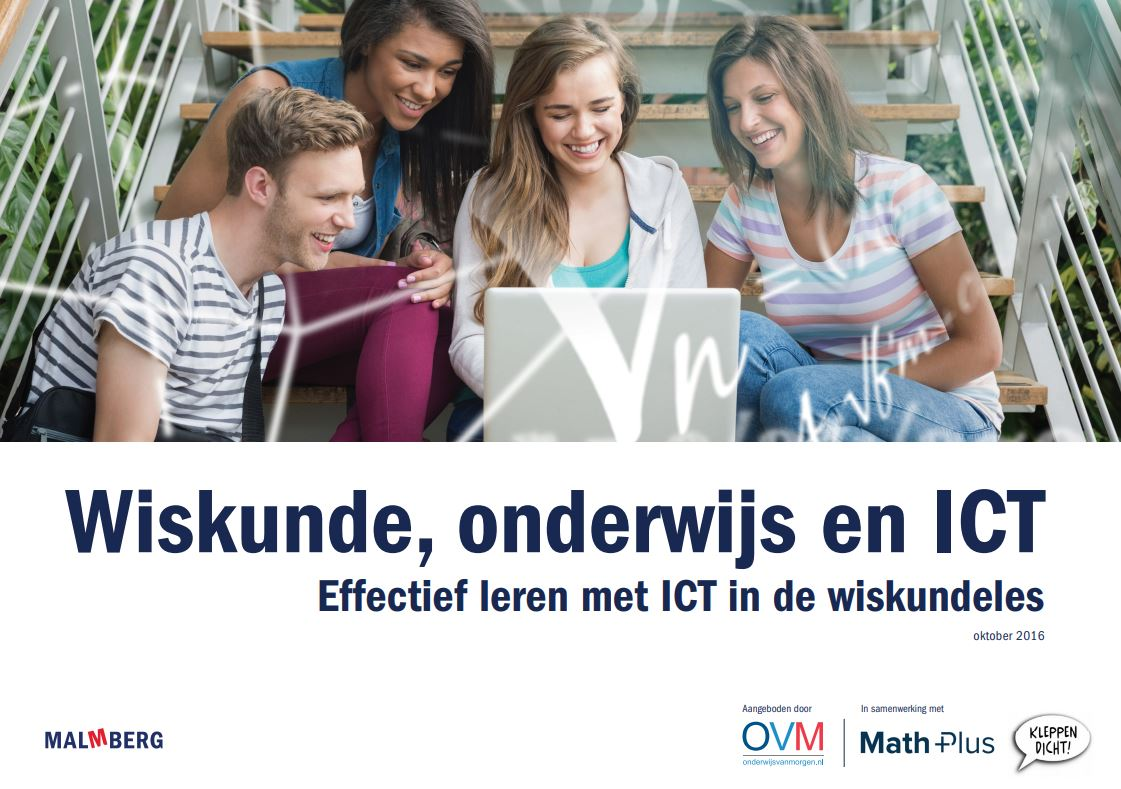 Vn
Wiskunde, onderwijs en ICT
Effectief leren met ICT in de wiskundeles
oktober 2016
MALMBERG
Aangeboden door
OVM
onderwijsvanmorgen.nl
In samenwerking met
Math Plus
KLEPPEN
DICHT!